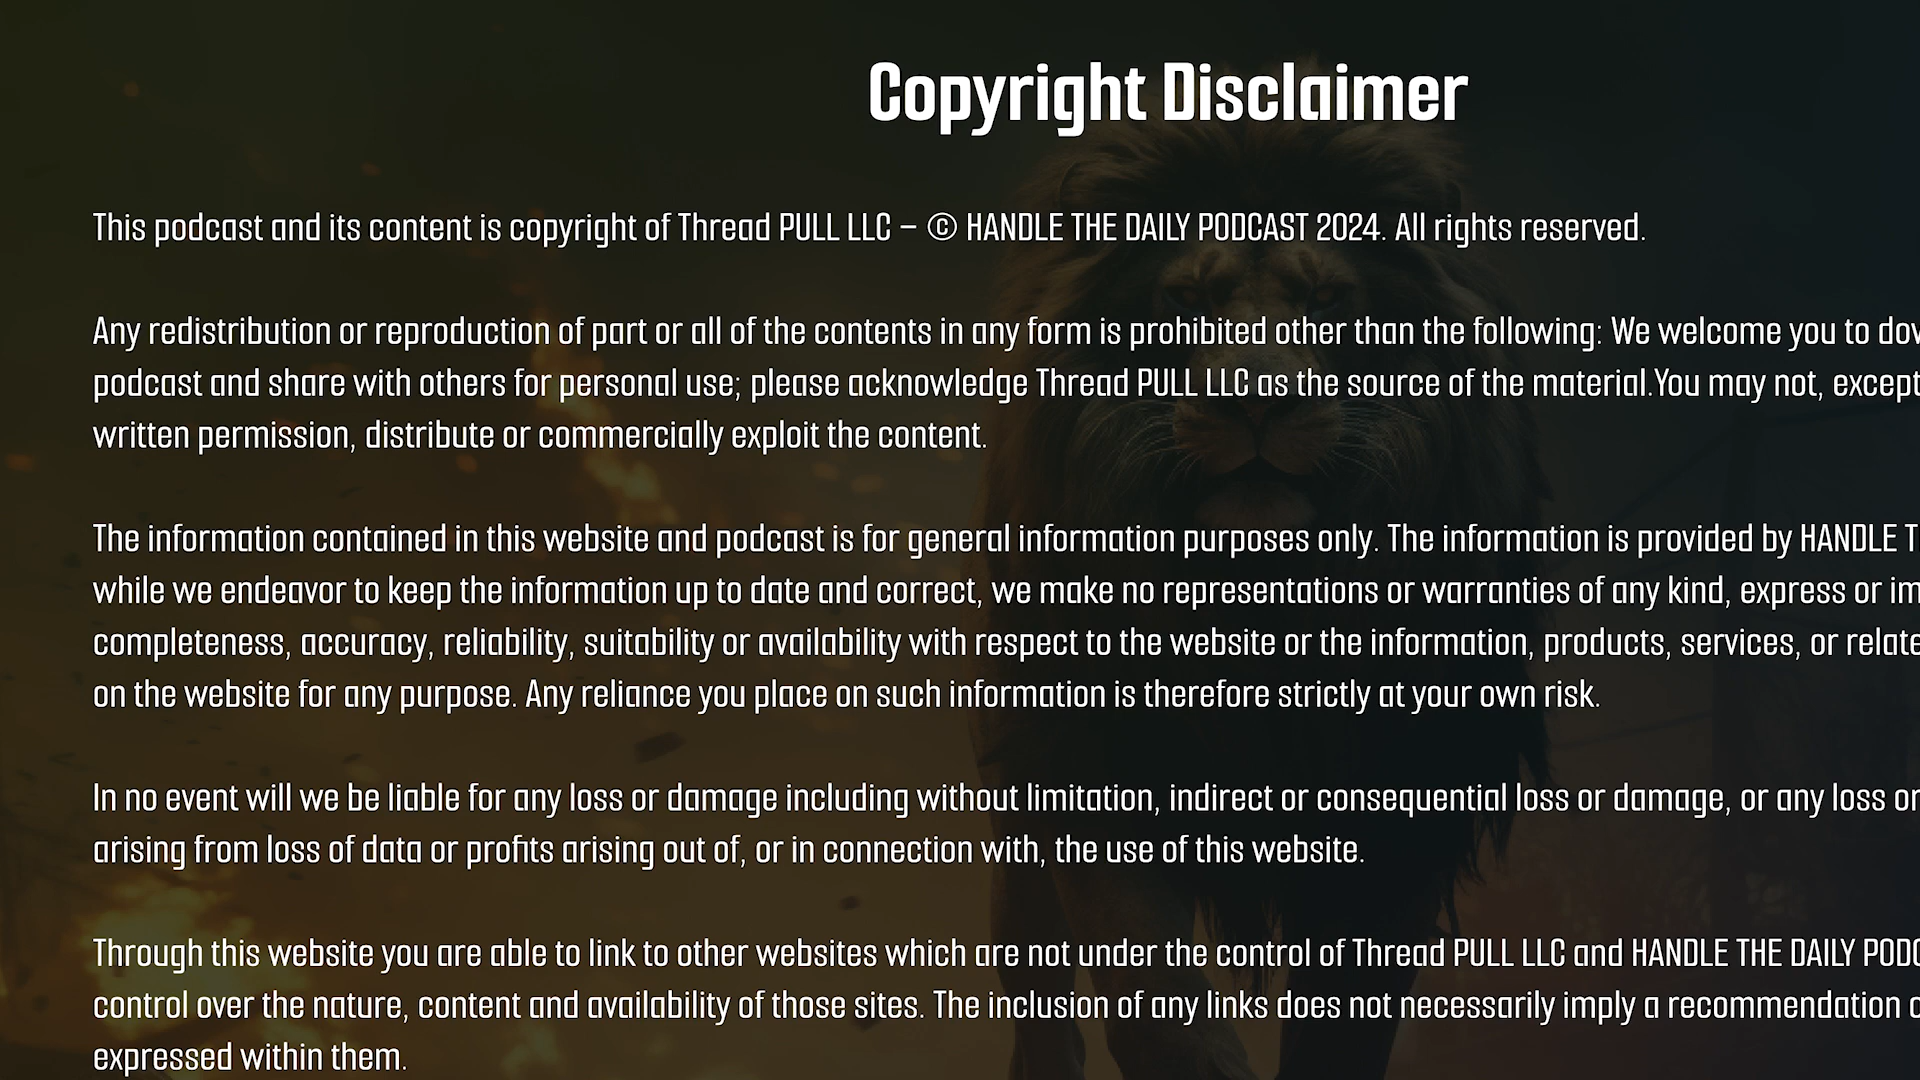 Copyright Disclaimer
This podcast and its content is copyright of Thread PULL LLC – © HANDLE THE DAILY PODCAST 2024. All rights reserved.
Any redistribution or reproduction of part or all of the contents in any form is prohibited other than the following: We welcome you to
podcast and share with others for personal use; please acknowledge Thread PULL LLC as the source of the material.You may not, except
written permission, distribute or commercially exploit the content.
The information contained in this website and podcast is for general information purposes only. The information is provided by HANDLE
while we endeavor to keep the information up to date and correct, we make no representations or warranties of any kind, express or
completeness, accuracy, reliability, suitability or availability with respect to the website or the information, products, services, or
on the website for any purpose. Any reliance you place on such information is therefore strictly at your own risk.
In no event will we be liable for any loss or damage including without limitation, indirect or consequential loss or damage, or any loss or
arising from loss of data or profits arising out of, or in connection with, the use of this website.
Through this website you are able to link to other websites which are not under the control of Thread PULL LLC and HANDLE THE DAILY
control over the nature, content and availability of those sites. The inclusion of any links does not necessarily imply a recommendation
expressed within them.